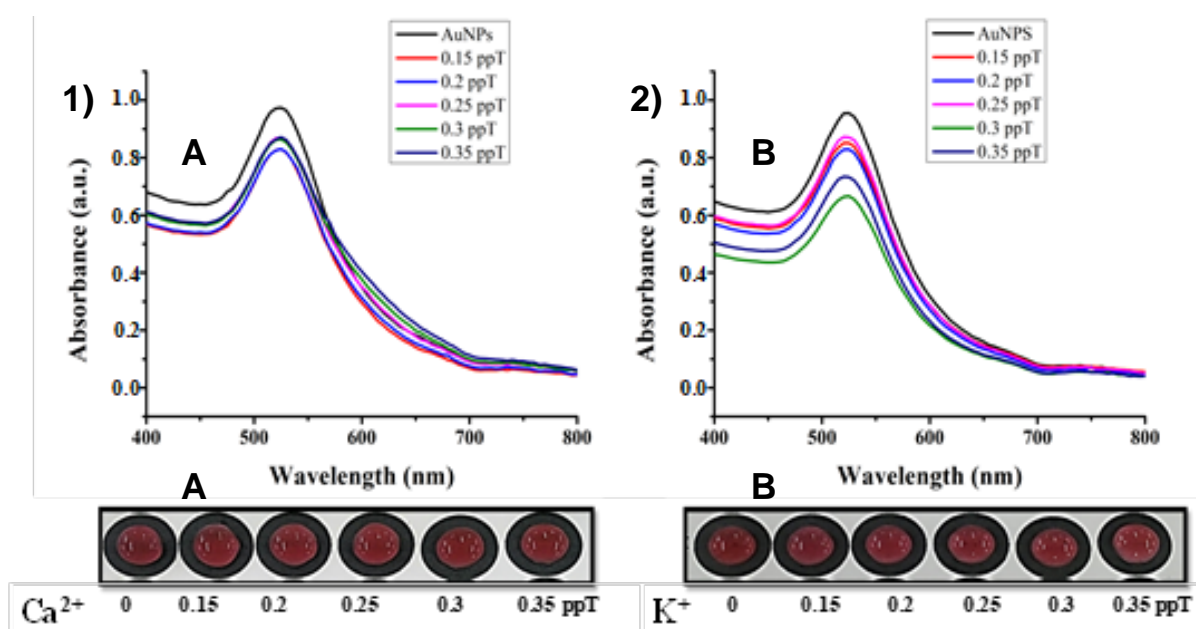 1)
A
AuNPs
0.15 ppT
0.2 ppT
0.25 ppT
0.3 ppT
0.35 ppT
Absorbance (a.u.)
1.0
0.8
0.6
0.4
0.2
0.0
400 500 600 700 800
Wavelength (nm)
2)
B
AuNPS
0.15 ppT
0.2 ppT
0.25 ppT
0.3 ppT
0.35 ppT
Absorbance (a.u.)
1.0
0.8
0.6
0.4
0.2
0.0
400 500 600 700 800
Wavelength (nm)
A
Ca²⁺ 0 0.15 0.2 0.25 0.3 0.35 ppT
B
K⁺ 0 0.15 0.2 0.25 0.3 0.35 ppT